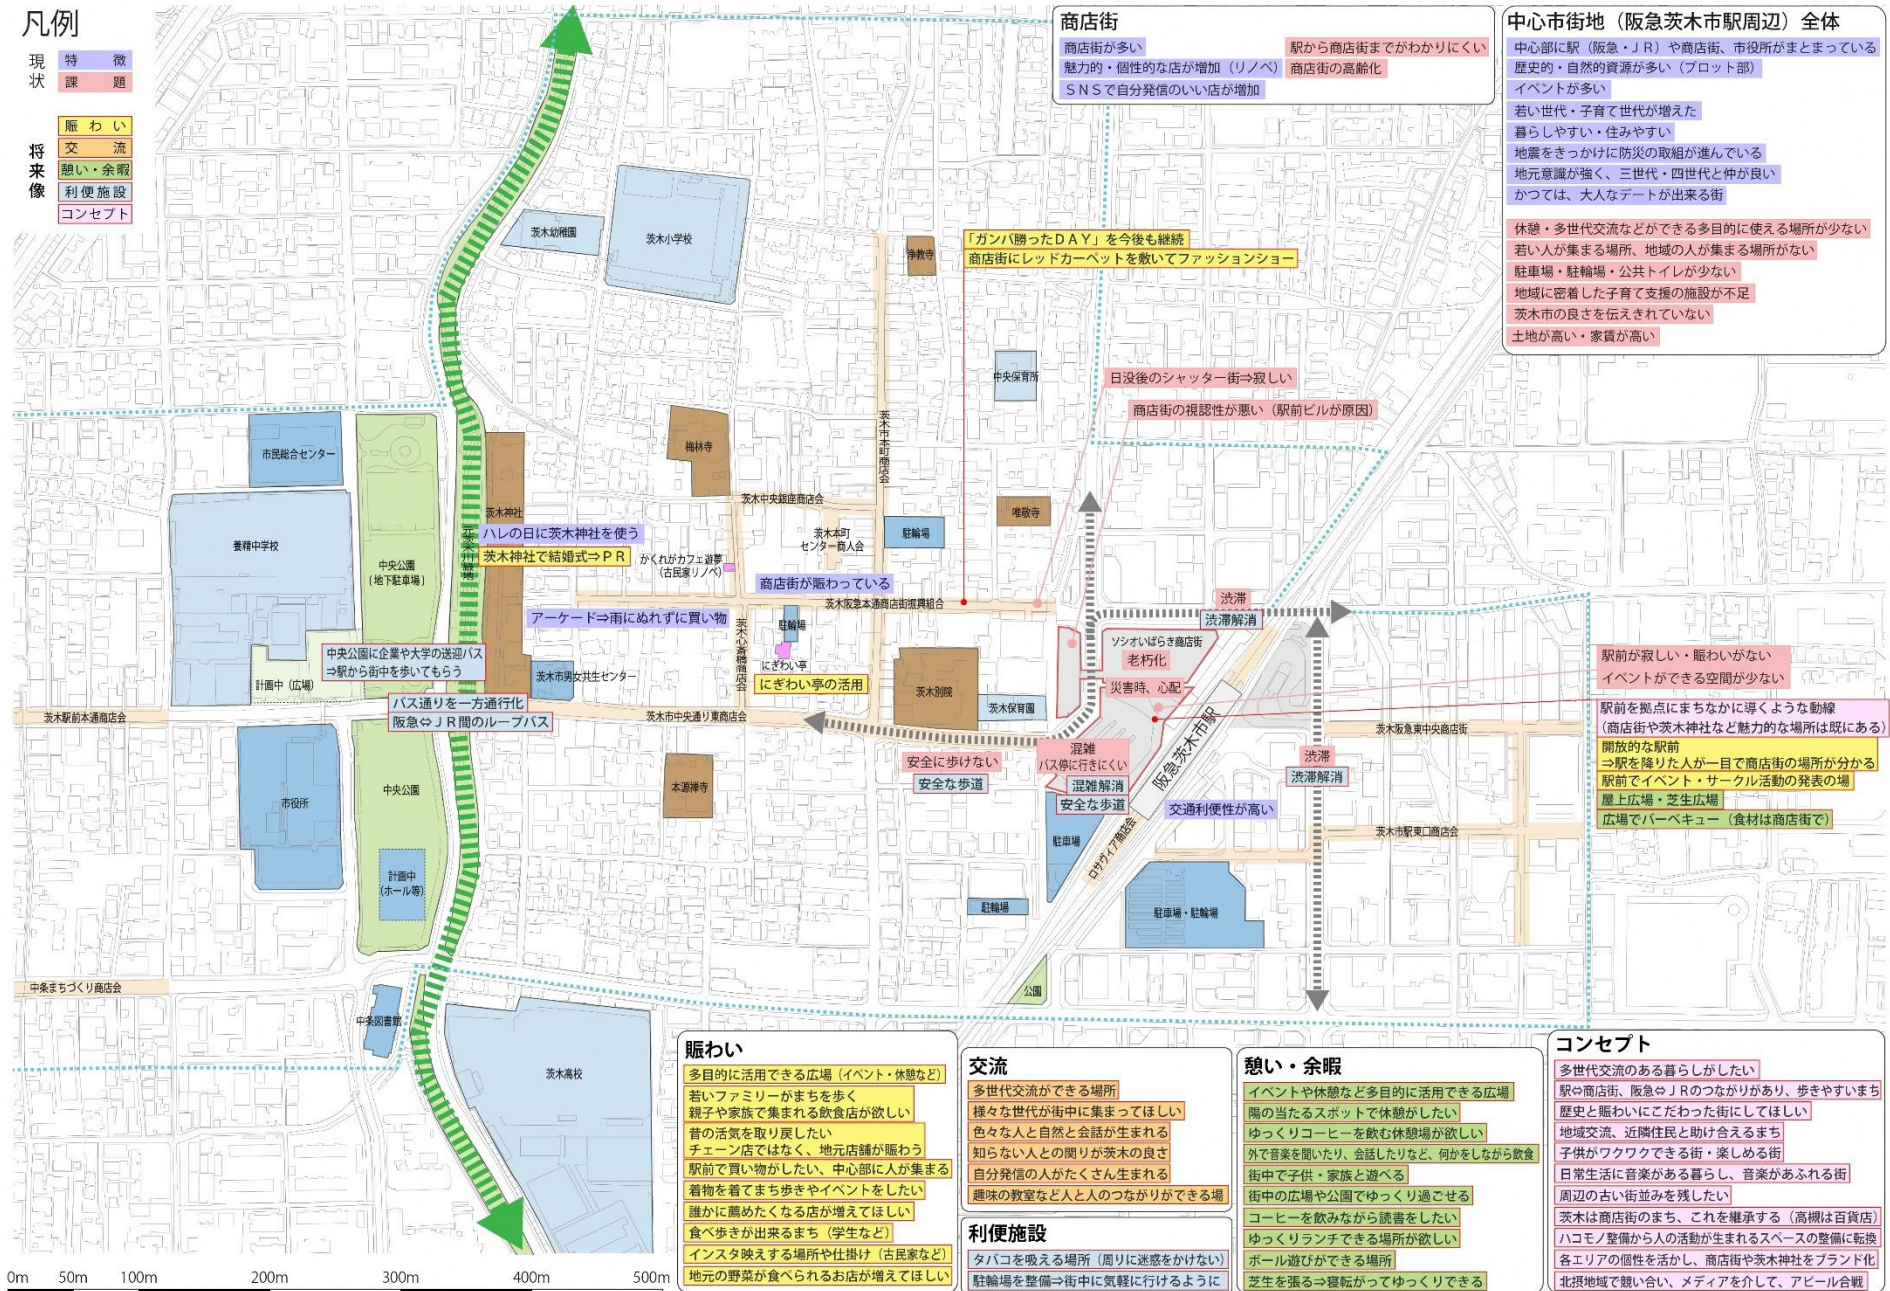 凡例
現状
特 徴
課 題
将来像
賑 わ い
交 流
憩い・余暇
利便施設
コンセプト
商店街
商店街が多い
魅力的・個性的な店が増加（リノベ）
SNSで自分発信のいい店が増加
駅から商店街までがわかりにくい
商店街の高齢化
中心市街地（阪急茨木市駅周辺）全体
中心部に駅（阪急・JR）や商店街、市役所がまとまっている
歴史的・自然的資源が多い（プロット部）
イベントが多い
若い世代・子育て世代が増えた
暮らしやすい・住みやすい
地震をきっかけに防災の取組が進んでいる
地元意識が強く、三世代・四世代と仲が良い
かつては、大人なデートが出来る街
休憩・多世代交流などができる多目的に使える場所が少ない
若い人が集まる場所、地域の人が集まる場所がない
駐車場・駐輪場・公共トイレが少ない
地域に密着した子育て支援の施設が不足
茨木市の良さを伝えきれていない
土地が高い・家賃が高い
茨木幼稚園
茨木小学校
浄教寺
「ガンバ勝ったDAY」を今後も継続
商店街にレッドカーペットを敷いてファッションショー
中央保育所
日没後のシャッター街⇒寂しい
商店街の視認性が悪い（駅前ビルが原因）
市民総合センター
梅林寺
茨木市本町商店会
茨木中央銀座商店会
唯敬寺
養精中学校
中央公園
（地下駐車場）
元茨木川緑地
茨木神社
ハレの日に茨木神社を使う
茨木神社で結婚式⇒PR
かくれがカフェ遊夢
（古民家リノベ）
茨木本町
センター商人会
駐輪場
商店街が賑わっている
茨木阪急本通商店街振興組合
アーケード⇒雨にぬれずに買い物
茨木心斎橋商店会
駐輪場
にぎわい亭
にぎわい亭の活用
渋滞
渋滞解消
ソシオいばらき商店街
老朽化
災害時、心配
駅前が寂しい・賑わいがない
イベントができる空間が少ない
中央公園に企業や大学の送迎バス
⇒駅から街中を歩いてもらう
計画中（広場）
茨木市男女共生センター
茨木別院
茨木保育園
バス通りを一方通行化
阪急⇔JR間のループバス
茨木駅前本通商店会
茨木市中央通り東商店会
駅前を拠点にまちなかに導くような動線
（商店街や茨木神社など魅力的な場所は既にある）
茨木阪急東中央商店街
開放的な駅前
⇒駅を降りた人が一目で商店街の場所が分かる
駅前でイベント・サークル活動の発表の場
屋上広場・芝生広場
広場でバーベキュー（食材は商店街で）
混雑
バス停に行きにくい
混雑解消
安全な歩道
安全に歩けない
安全な歩道
阪急茨木市駅
渋滞
渋滞解消
交通利便性が高い
市役所
中央公園
本源禅寺
駐車場
ロサヴィア商店会
茨木市駅東口商店会
計画中
（ホール等）
駐輪場
駐車場・駐輪場
中条まちづくり商店会
中条図書館
公園
茨木高校
賑わい
多目的に活用できる広場（イベント・休憩など）
若いファミリーがまちを歩く
親子や家族で集まれる飲食店が欲しい
昔の活気を取り戻したい
チェーン店ではなく、地元店舗が賑わう
駅前で買い物がしたい、中心部に人が集まる
着物を着てまち歩きやイベントをしたい
誰かに薦めたくなる店が増えてほしい
食べ歩きが出来るまち（学生など）
インスタ映えする場所や仕掛け（古民家など）
地元の野菜が食べられるお店が増えてほしい
交流
多世代交流ができる場所
様々な世代が街中に集まってほしい
色々な人と自然と会話が生まれる
知らない人との関りが茨木の良さ
自分発信の人がたくさん生まれる
趣味の教室など人と人のつながりができる場
利便施設
タバコを吸える場所（周りに迷惑をかけない）
駐輪場を整備⇒街中に気軽に行けるように
憩い・余暇
イベントや休憩など多目的に活用できる広場
陽の当たるスポットで休憩がしたい
ゆっくりコーヒーを飲む休憩場が欲しい
外で音楽を聞いたり、会話したりなど、何かをしながら飲食
街中で子供・家族と遊べる
街中の広場や公園でゆっくり過ごせる
コーヒーを飲みながら読書をしたい
ゆっくりランチできる場所が欲しい
ボール遊びができる場所
芝生を張る⇒寝転がってゆっくりできる
コンセプト
多世代交流のある暮らしがしたい
駅⇔商店街、阪急⇔JRのつながりがあり、歩きやすいまち
歴史と賑わいにこだわった街にしてほしい
地域交流、近隣住民と助け合えるまち
子供がワクワクできる街・楽しめる街
日常生活に音楽がある暮らし、音楽があふれる街
周辺の古い街並みを残したい
茨木は商店街のまち、これを継承する（高槻は百貨店）
ハコモノ整備から人の活動が生まれるスペースの整備に転換
各エリアの個性を活かし、商店街や茨木神社をブランド化
北摂地域で競い合い、メディアを介して、アピール合戦
0m 50m 100m 200m 300m 400m 500m